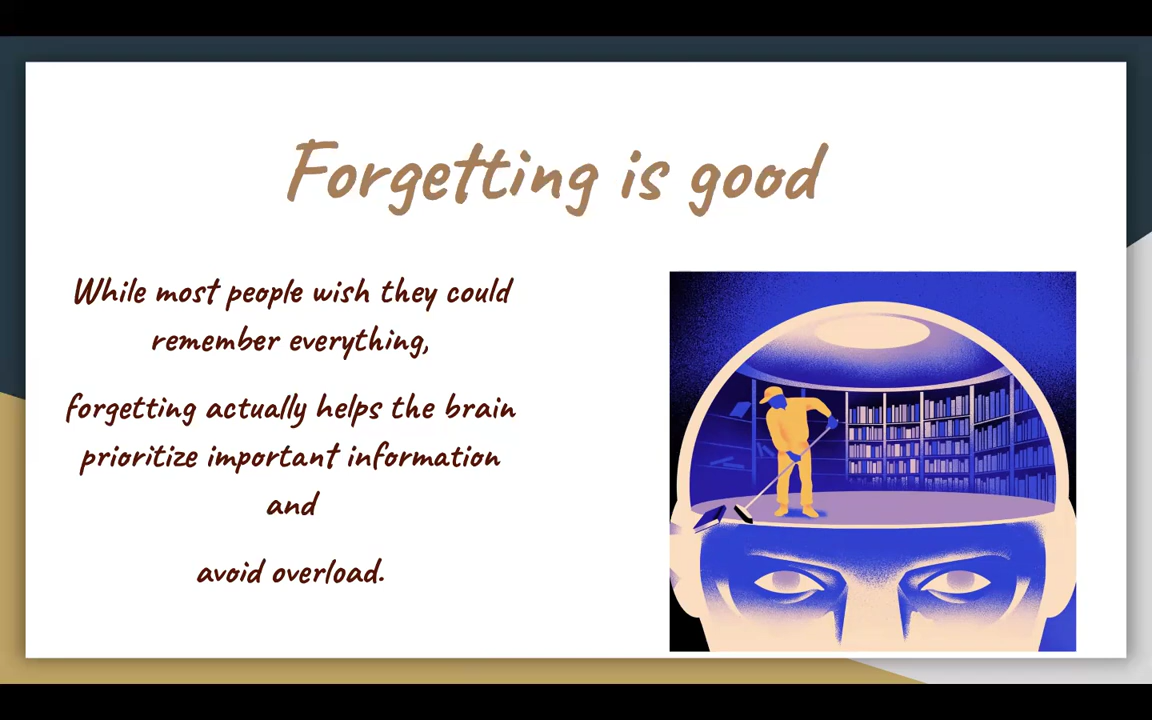 Forgetting is good
While most people wish they could
remember everything,
forgetting actually helps the brain
prioritize important information
and
avoid overload.